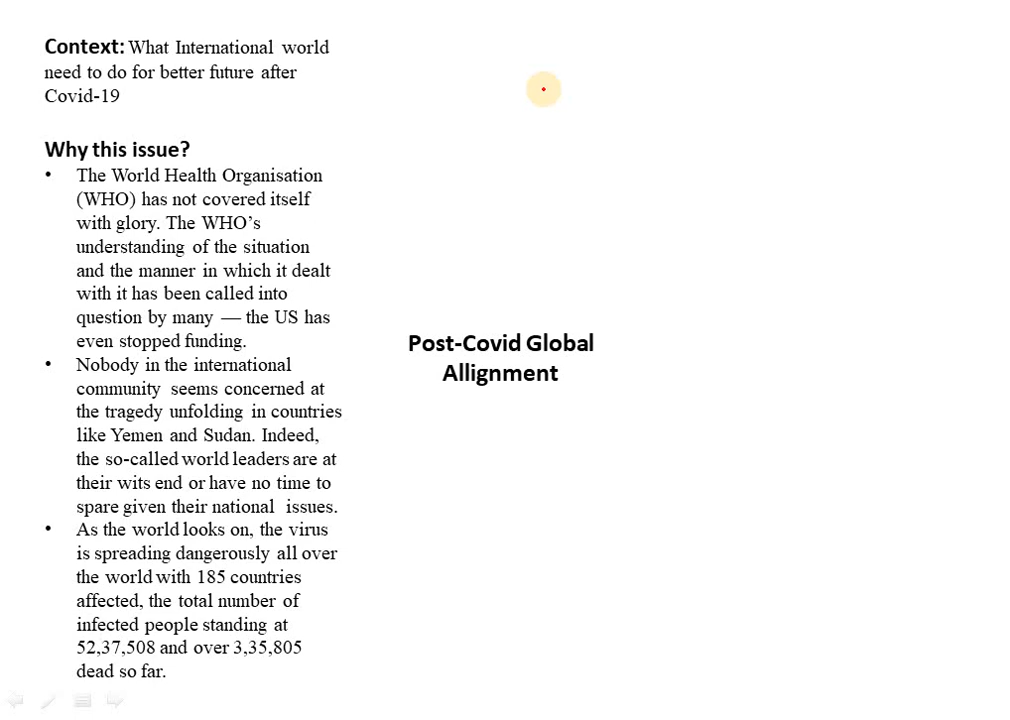 Context: What International world
need to do for better future after
Covid-19
Why this issue?
• The World Health Organisation
(WHO) has not covered itself
with glory. The WHO’s
understanding of the situation
and the manner in which it dealt
with it has been called into
question by many — the US has
even stopped funding.
• Nobody in the international
community seems concerned at
the tragedy unfolding in countries
like Yemen and Sudan. Indeed,
the so-called world leaders are at
their wits end or have no time to
spare given their national issues.
• As the world looks on, the virus
is spreading dangerously all over
the world with 185 countries
affected, the total number of
infected people standing at
52,37,508 and over 3,35,805
dead so far.
Post-Covid Global
Allignment